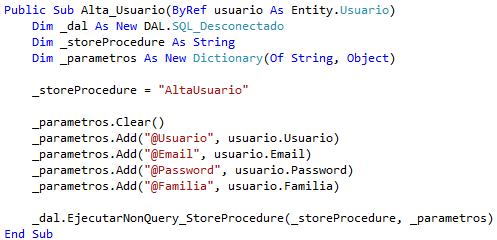 Public Sub Alta_Usuario(ByRef usuario As Entity.Usuario)
    Dim _dal As New DAL.SQL_Desconectado
    Dim _storeProcedure As String
    Dim _parametros As New Dictionary(Of String, Object)

    _storeProcedure = "AltaUsuario"

    _parametros.Clear()
    _parametros.Add("@Usuario", usuario.Usuario)
    _parametros.Add("@Email", usuario.Email)
    _parametros.Add("@Password", usuario.Password)
    _parametros.Add("@Familia", usuario.Familia)

    _dal.EjecutarNonQuery_StoreProcedure(_storeProcedure, _parametros)
End Sub